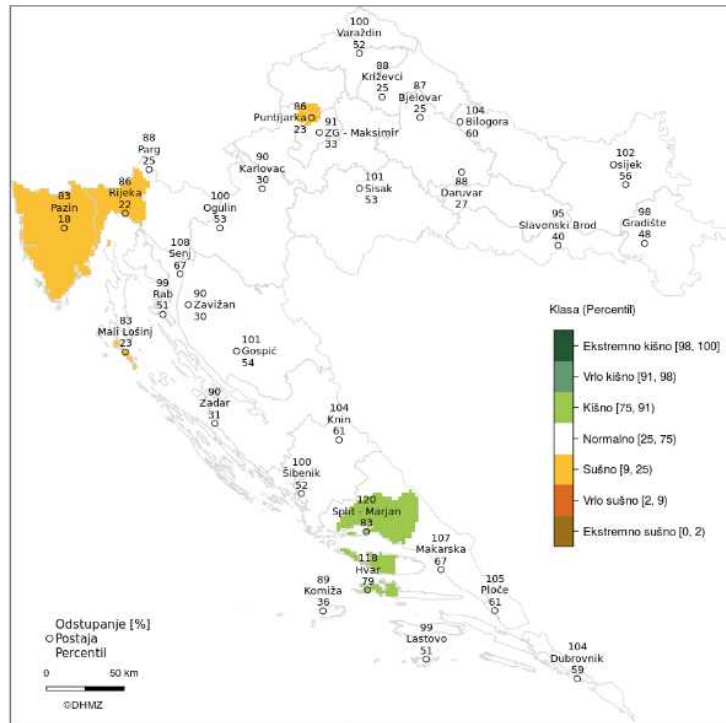 100
Varaždin
52
88
Križevci
25
87
Bjelovar
25
104
Bilogora
60
86
Puntijarka
23
91
ZG - Maksimir
33
88
Parg
25
90
Karlovac
30
101
Sisak
53
88
Daruvar
27
102
Osijek
56
83
Pazin
18
86
Rijeka
22
100
Ogulin
53
95
Slavonski Brod
40
98
Gradište
48
108
Senj
67
99
Rab
51
90
Zavižan
30
83
Mali Lošinj
23
101
Gospić
54
90
Zadar
31
104
Knin
61
100
Šibenik
52
120
Split - Marjan
83
107
Makarska
67
118
Hvar
79
89
Komiža
36
105
Ploče
61
99
Lastovo
51
104
Dubrovnik
59
Klasa (Percentil)
Ekstremno kišno [98, 100]
Vrlo kišno [91, 98)
Kišno [75, 91)
Normalno [25, 75)
Sušno [9, 25)
Vrlo sušno [2, 9)
Ekstremno sušno [0, 2)
Odstupanje [%]
Postaja
Percentil
0 50 km
©DHMZ